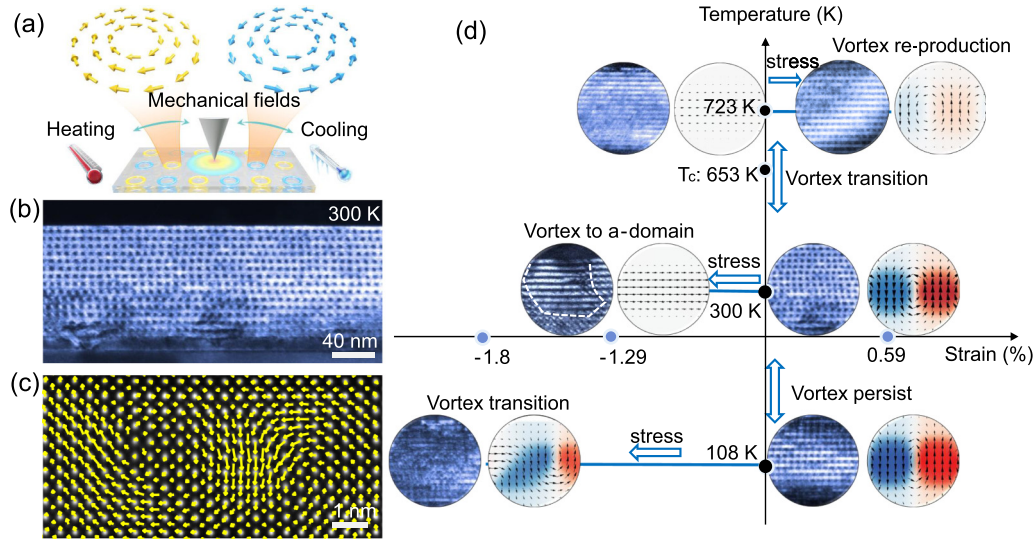 (a)
Mechanical fields
Heating
Cooling
(b)
300 K
40 nm
(c)
1 nm
(d)
Temperature (K)
stress
Vortex re-production
723 K
Tc: 653 K
Vortex transition
Vortex to a-domain
stress
300 K
-1.8
-1.29
0.59
Strain (%)
Vortex transition
Vortex persist
stress
108 K